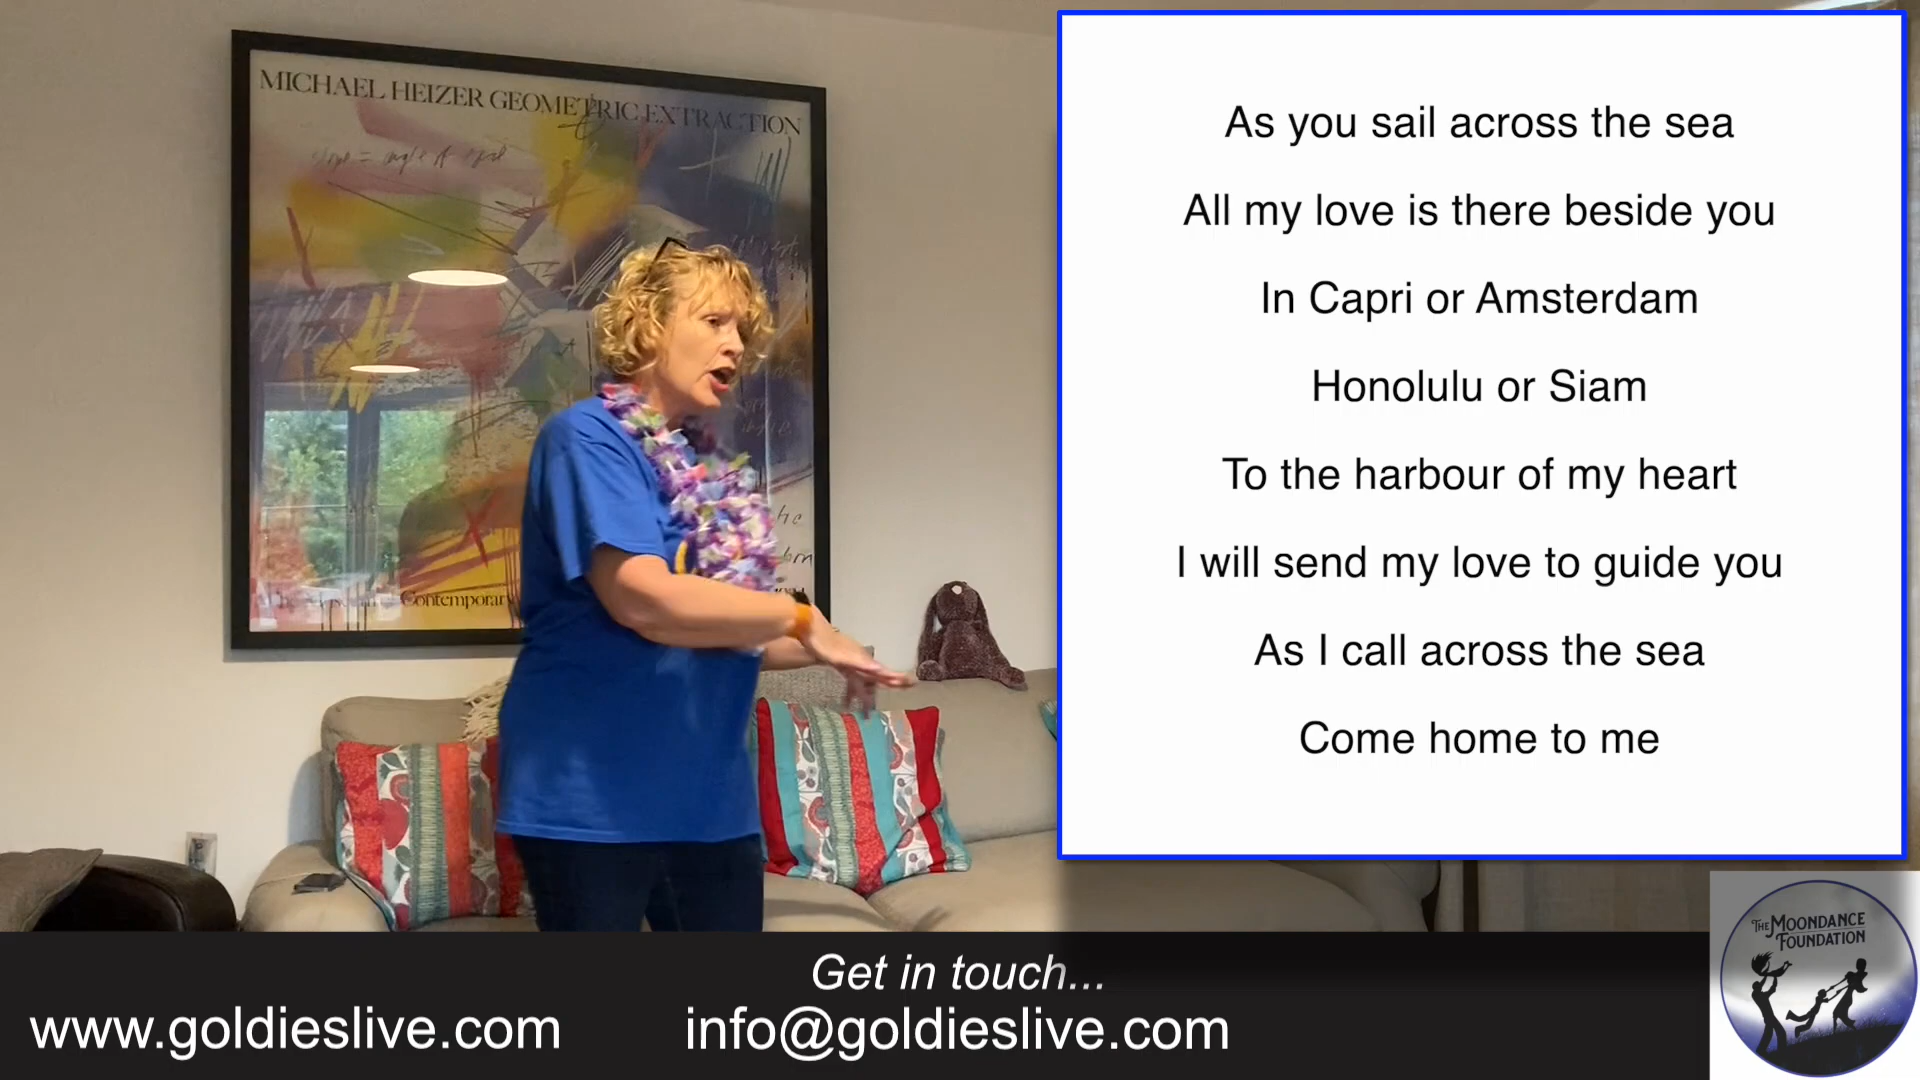 MICHAEL HEIZER GEOMETRIC EXTRACTION
slope = angle of
Contemporary
As you sail across the sea
All my love is there beside you
In Capri or Amsterdam
Honolulu or Siam
To the harbour of my heart
I will send my love to guide you
As I call across the sea
Come home to me
Get in touch...
www.goldieslive.com
info@goldieslive.com
THE MOONDANCE
FOUNDATION